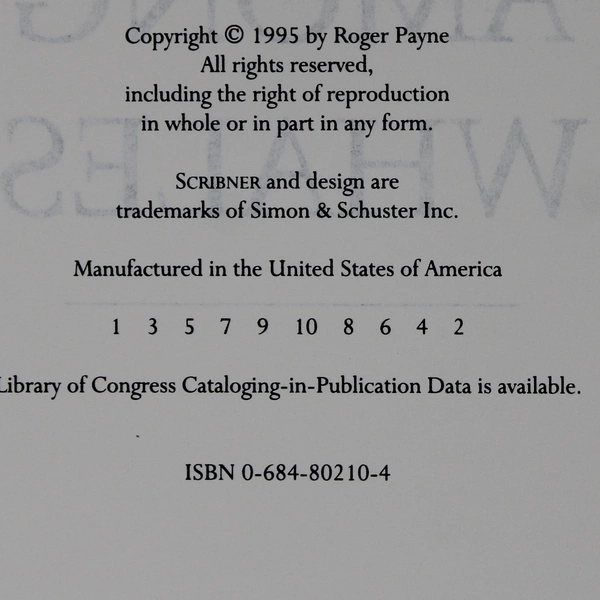 Copyright © 1995 by Roger Payne
All rights reserved,
including the right of reproduction
in whole or in part in any form.
SCRIBNER and design are
trademarks of Simon & Schuster Inc.
Manufactured in the United States of America
1 3 5 7 9 10 8 6 4 2
Library of Congress Cataloging-in-Publication Data is available.
ISBN 0-684-80210-4
AMONG
WHALES